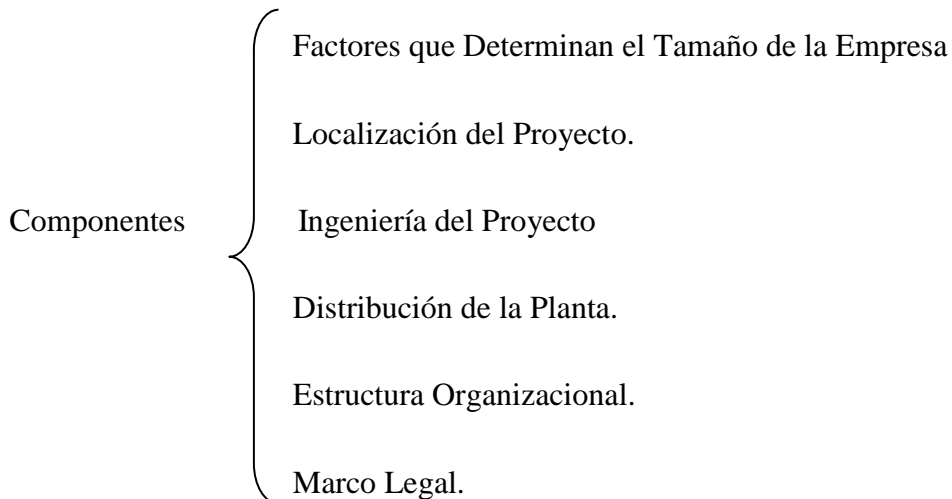 Factores que Determinan el Tamaño de la Empresa
Localización del Proyecto.
Componentes
Ingeniería del Proyecto
Distribución de la Planta.
Estructura Organizacional.
Marco Legal.